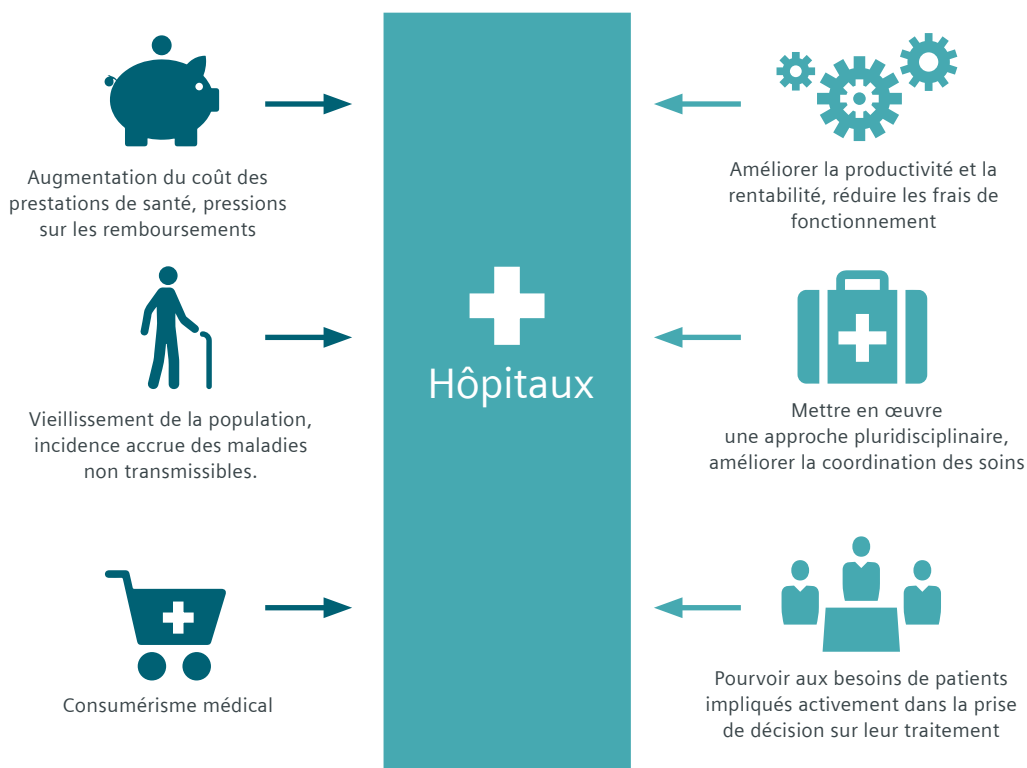 Augmentation du coût des
prestations de santé, pressions
sur les remboursements
Vieillissement de la population,
incidence accrue des maladies
non transmissibles.
Consumérisme médical
Hôpitaux
Améliorer la productivité et la
rentabilité, réduire les frais de
fonctionnement
Mettre en œuvre
une approche pluridisciplinaire,
améliorer la coordination des soins
Pourvoir aux besoins de patients
impliqués activement dans la prise
de décision sur leur traitement